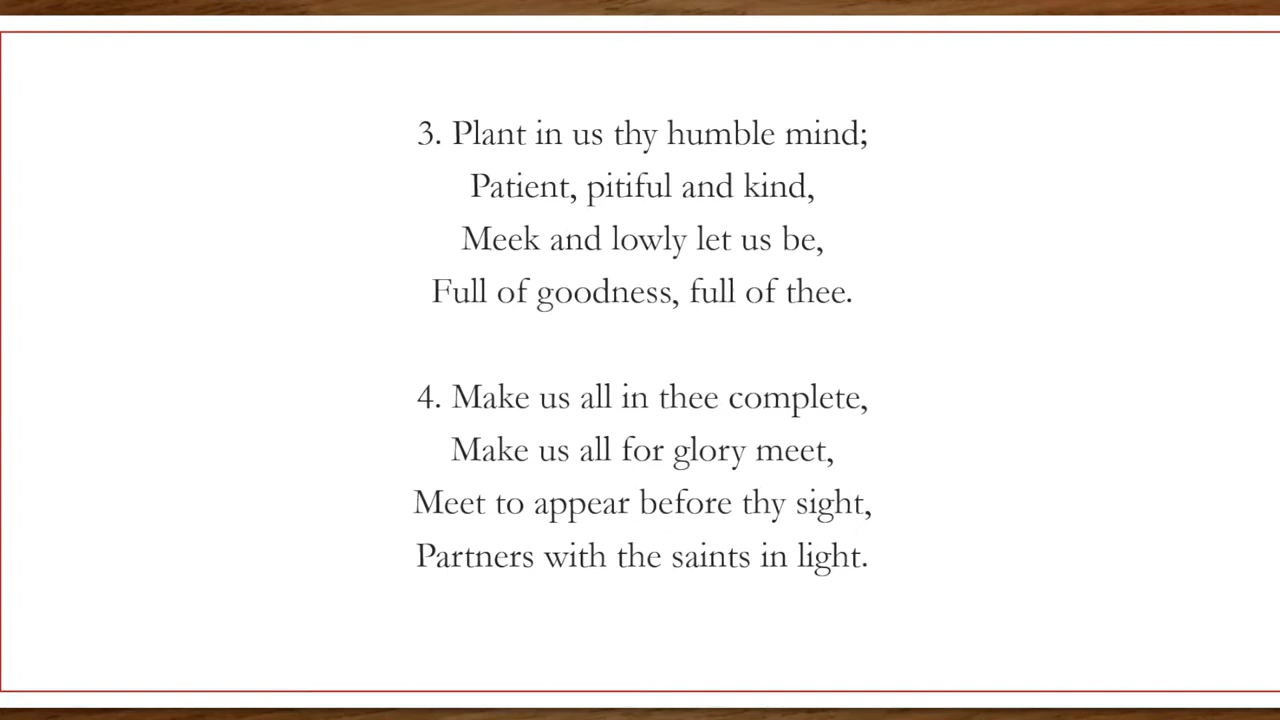 3. Plant in us thy humble mind;
Patient, pitiful and kind,
Meek and lowly let us be,
Full of goodness, full of thee.
4. Make us all in thee complete,
Make us all for glory meet,
Meet to appear before thy sight,
Partners with the saints in light.